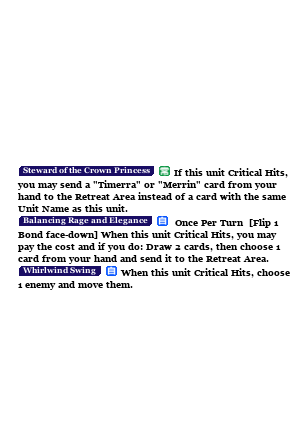 Steward of the Crown Princess If this unit Critical Hits,
you may send a "Timerra" or "Merrin" card from your
hand to the Retreat Area instead of a card with the same
Unit Name as this unit.
Balancing Rage and Elegance Once Per Turn [Flip 1
Bond face-down] When this unit Critical Hits, you may
pay the cost and if you do: Draw 2 cards, then choose 1
card from your hand and send it to the Retreat Area.
Whirlwind Swing When this unit Critical Hits, choose
1 enemy and move them.